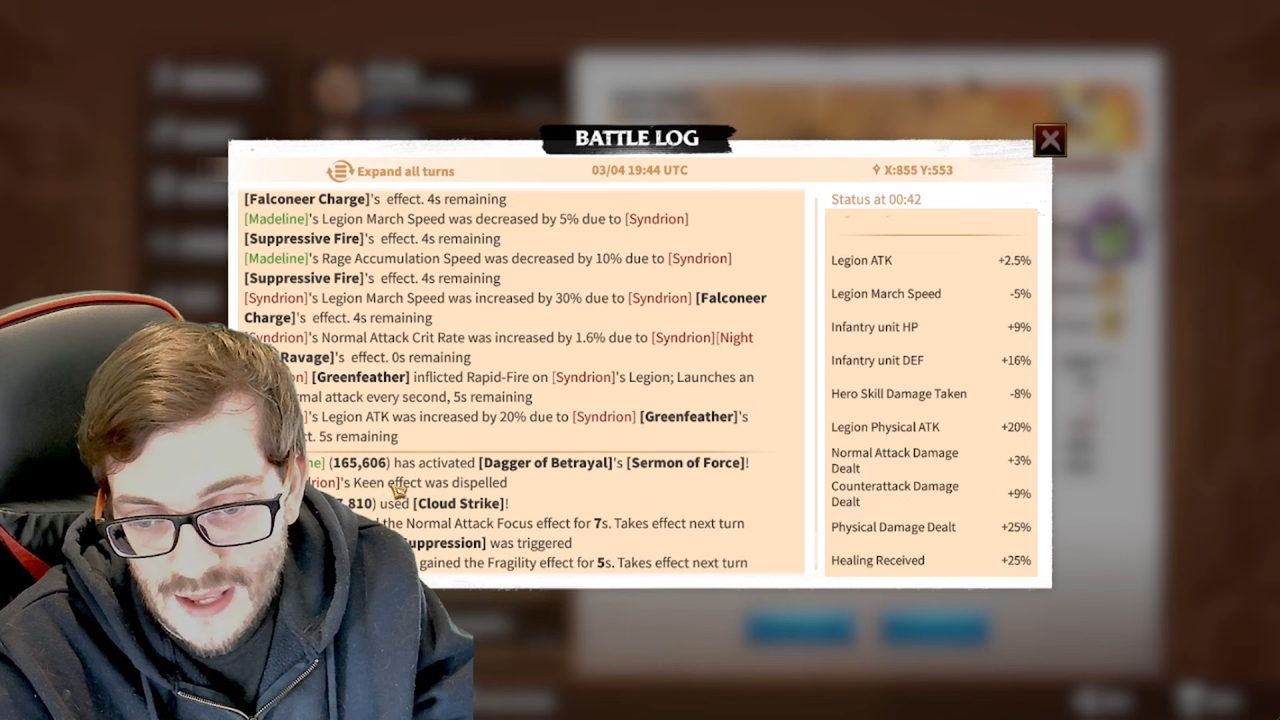 BATTLE LOG
Expand all turns
03/04 19:44 UTC
X:855 Y:553
[Falconeer Charge]'s effect. 4s remaining
[Madeline]'s Legion March Speed was decreased by 5% due to [Syndrion]
[Suppressive Fire]'s effect. 4s remaining
[Madeline]'s Rage Accumulation Speed was decreased by 10% due to [Syndrion]
[Suppressive Fire]'s effect. 4s remaining
[Syndrion]'s Legion March Speed was increased by 30% due to [Syndrion] [Falconeer
Charge]'s effect. 4s remaining
Syndrion]'s Normal Attack Crit Rate was increased by 1.6% due to [Syndrion][Night
Ravage]'s effect. 0s remaining
[Greenfeather] inflicted Rapid-Fire on [Syndrion]'s Legion; Launches an
attack every second, 5s remaining
]'s Legion ATK was increased by 20% due to [Syndrion] [Greenfeather]'s
5s remaining
(165,606) has activated [Dagger of Betrayal]'s [Sermon of Force]!
Keen effect was dispelled
810) used [Cloud Strike]!
the Normal Attack Focus effect for 7s. Takes effect next turn
was triggered
gained the Fragility effect for 5s. Takes effect next turn
Status at 00:42
Legion ATK +2.5%
Legion March Speed -5%
Infantry unit HP +9%
Infantry unit DEF +16%
Hero Skill Damage Taken -8%
Legion Physical ATK +20%
Normal Attack Damage
Dealt +3%
Counterattack Damage
Dealt +9%
Physical Damage Dealt +25%
Healing Received +25%